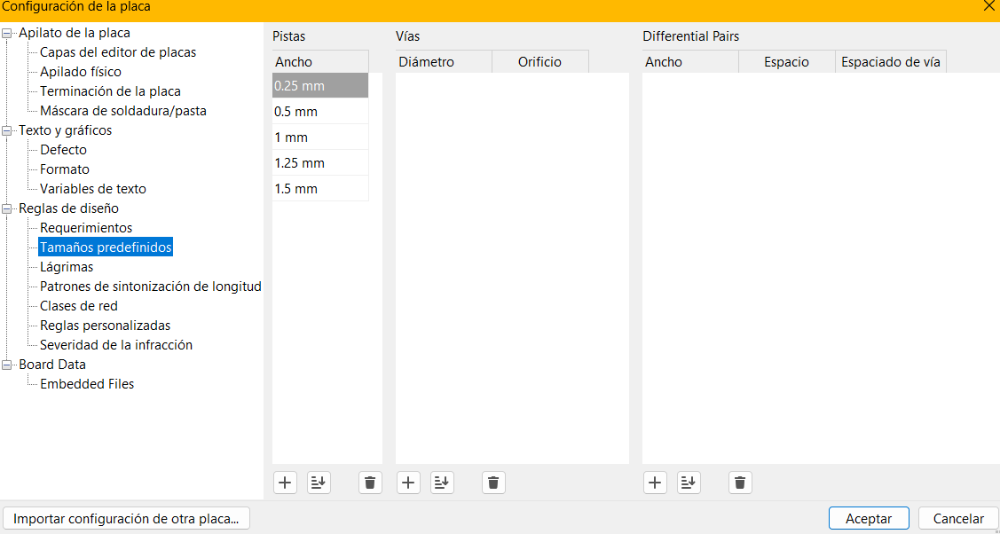 Configuración de la placa
Apilato de la placa
Capas del editor de placas
Apilado físico
Terminación de la placa
Máscara de soldadura/pasta
Texto y gráficos
Defecto
Formato
Variables de texto
Reglas de diseño
Requerimientos
Tamaños predefinidos
Lágrimas
Patrones de sintonización de longitud
Clases de red
Reglas personalizadas
Severidad de la infracción
Board Data
Embedded Files
Pistas
Ancho
0.25 mm
0.5 mm
1 mm
1.25 mm
1.5 mm
Vías
Diámetro Orificio
Differential Pairs
Ancho Espacio Espaciado de vía
Importar configuración de otra placa...
Aceptar Cancelar